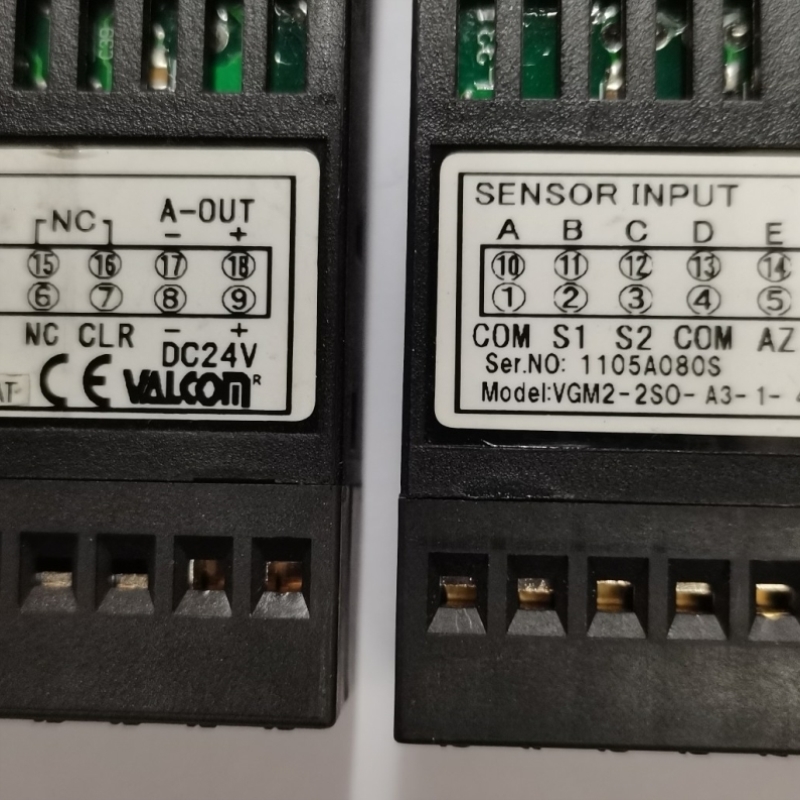 NC
A-OUT
- +
15 16 17 18
6 7 8 9
NC CLR - +
DC24V
AT
CE VALCOM R
SENSOR INPUT
A B C D E
10 11 12 13 14
1 2 3 4 5
COM S1 S2 COM AZ
Ser.NO: 1105A080S
Model:VGM2-2SO-A3-1-